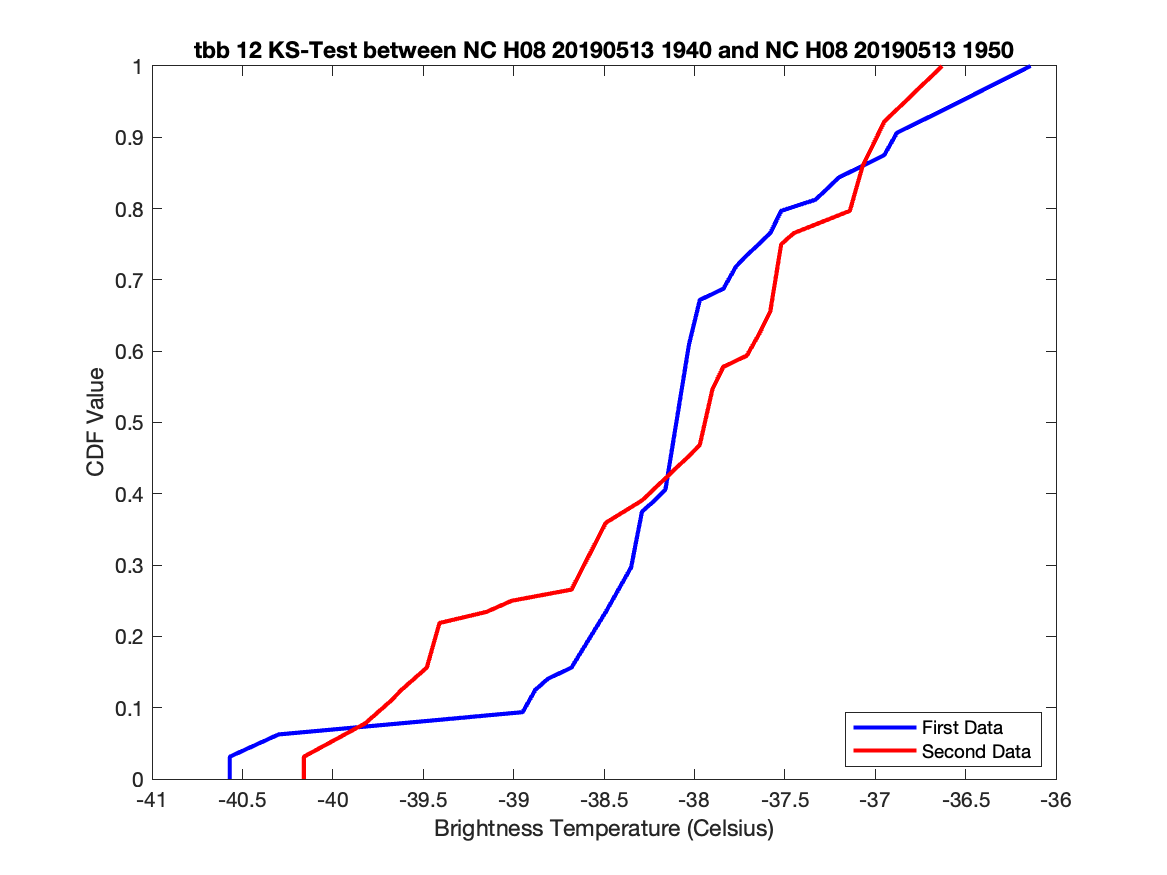 tbb 12 KS-Test between NC H08 20190513 1940 and NC H08 20190513 1950
1
0.9
0.8
0.7
0.6
0.5
0.4
0.3
0.2
0.1
0
CDF Value
First Data
Second Data
-41 -40.5 -40 -39.5 -39 -38.5 -38 -37.5 -37 -36.5 -36
Brightness Temperature (Celsius)